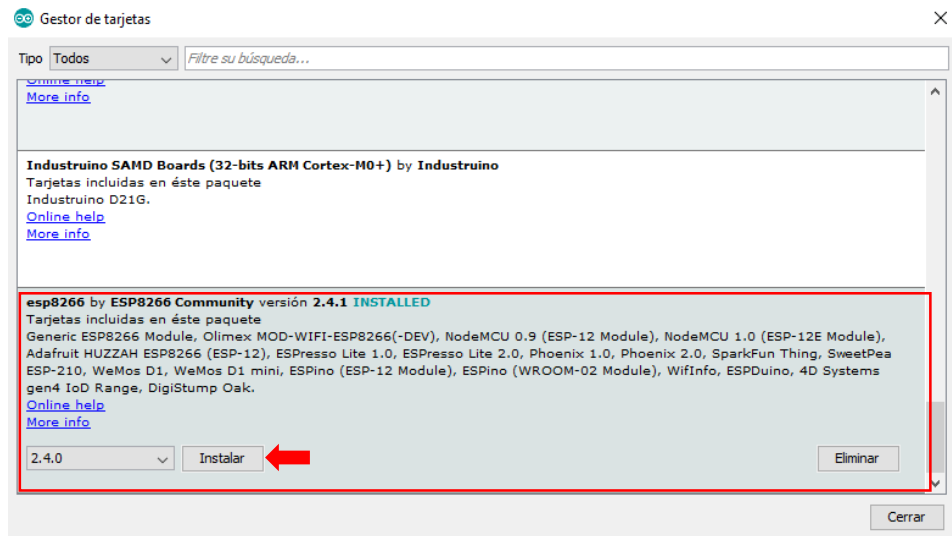 Gestor de tarjetas
Tipo Todos Filtre su búsqueda...
Online help
More info
Industruino SAMD Boards (32-bits ARM Cortex-M0+) by Industruino
Tarjetas incluidas en éste paquete
Industruino D21G.
Online help
More info
esp8266 by ESP8266 Community versión 2.4.1 INSTALLED
Tarjetas incluidas en éste paquete
Generic ESP8266 Module, Olimex MOD-WIFI-ESP8266(-DEV), NodeMCU 0.9 (ESP-12 Module), NodeMCU 1.0 (ESP-12E Module),
Adafruit HUZZAH ESP8266 (ESP-12), ESPresso Lite 1.0, ESPresso Lite 2.0, Phoenix 1.0, Phoenix 2.0, SparkFun Thing, SweetPea
ESP-210, WeMos D1, WeMos D1 mini, ESPino (ESP-12 Module), ESPino (WROOM-02 Module), WifInfo, ESPDuino, 4D Systems
gen4 IoD Range, DigiStump Oak.
Online help
More info
2.4.0 Instalar Eliminar
Cerrar